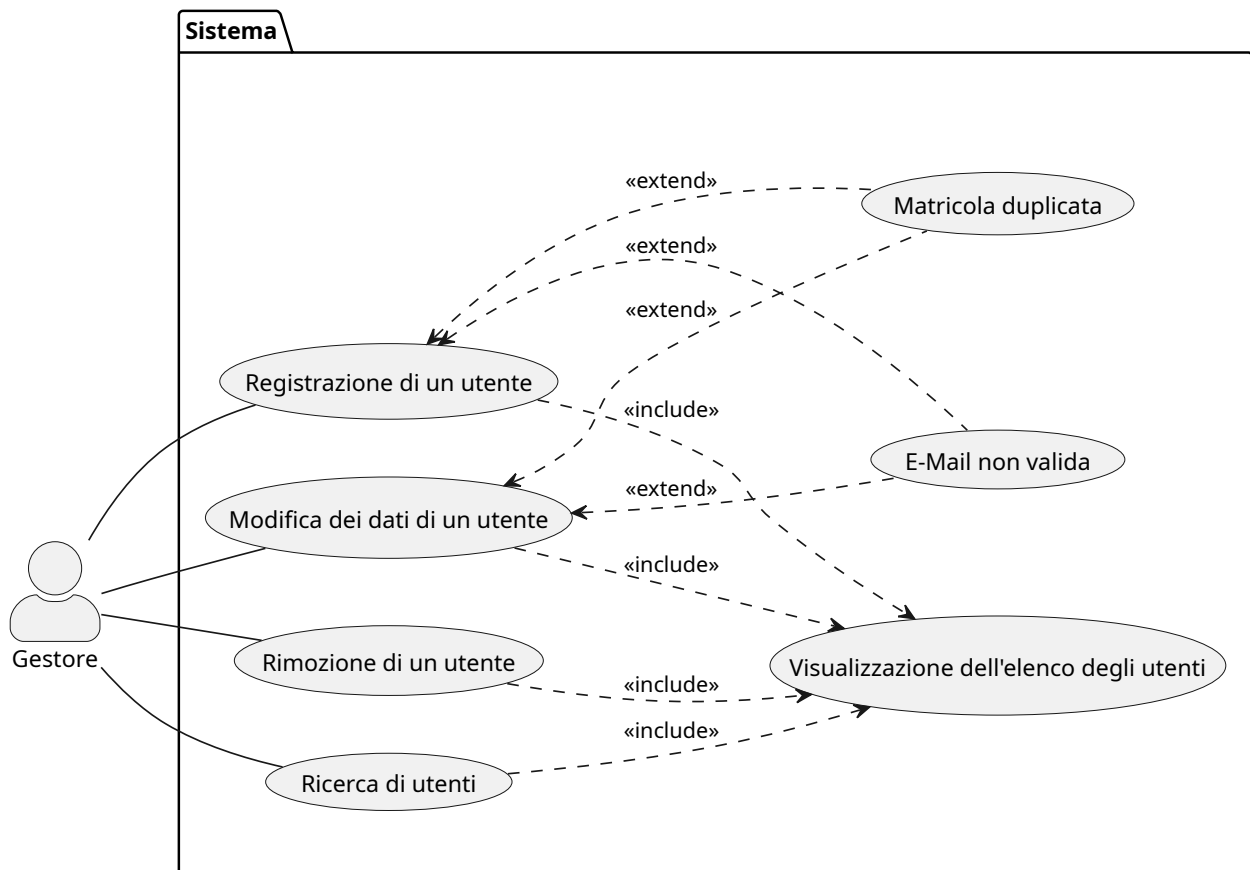 Sistema
«extend»
Matricola duplicata
«extend»
«extend»
Registrazione di un utente
«include»
E-Mail non valida
«extend»
Modifica dei dati di un utente
«include»
Gestore
Rimozione di un utente
Visualizzazione dell'elenco degli utenti
«include»
«include»
Ricerca di utenti